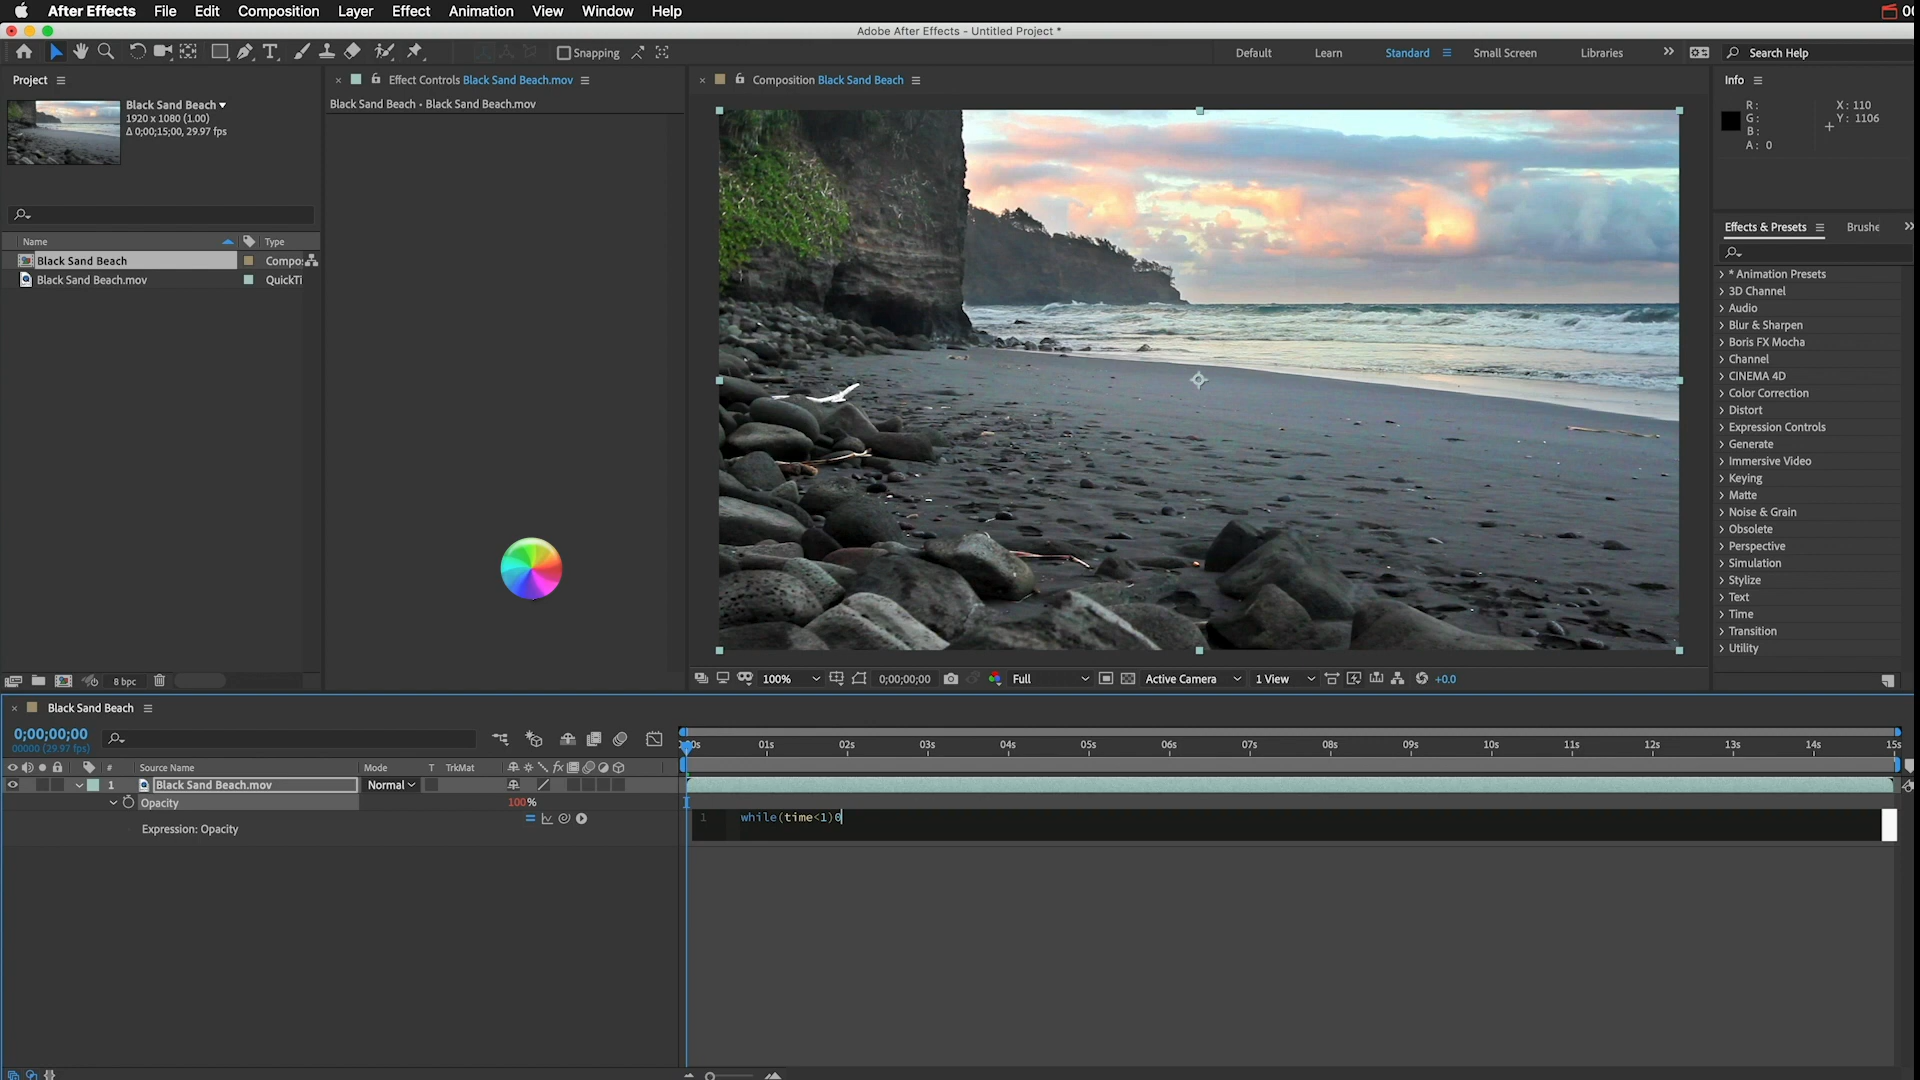 After Effects File Edit Composition Layer Effect Animation View Window Help
Adobe After Effects - Untitled Project *
Snapping Default Learn Standard Small Screen Libraries Search Help
Project
Black Sand Beach
1920 x 1080 (1.00)
Δ 0;00;15;00, 29.97 fps
Name Type
Black Sand Beach Compo
Black Sand Beach.mov QuickTi
8 bpc
Effect Controls Black Sand Beach.mov
Black Sand Beach • Black Sand Beach.mov
Composition Black Sand Beach
100% 0;00;00;00 Full Active Camera 1 View +0.0
Info
R:
G:
B:
A: 0
X: 110
Y: 1106
Effects & Presets Brushe
* Animation Presets
3D Channel
Audio
Blur & Sharpen
Boris FX Mocha
Channel
CINEMA 4D
Color Correction
Distort
Expression Controls
Generate
Immersive Video
Keying
Matte
Noise & Grain
Obsolete
Perspective
Simulation
Stylize
Text
Time
Transition
Utility
Black Sand Beach
0;00;00;00
00000 (29.97 fps)
# Source Name Mode T TrkMat
1 Black Sand Beach.mov Normal
Opacity 100%
Expression: Opacity
01s 02s 03s 04s 05s 06s 07s 08s 09s 10s 11s 12s 13s 14s 15s
1 while(time<1)0